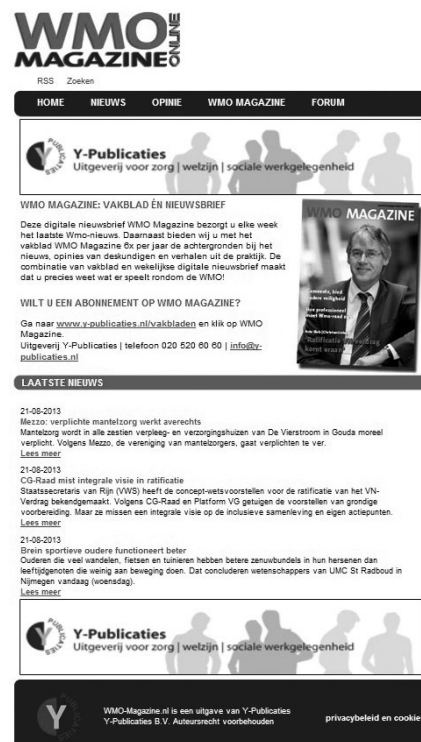 WMO
MAGAZINE ONLINE
RSS Zoeken
HOME NIEUWS OPINIE WMO MAGAZINE FORUM
Y-PUBLICATIES
Y-Publicaties
Uitgeverij voor zorg | welzijn | sociale werkgelegenheid
WMO MAGAZINE: VAKBLAD ÉN NIEUWSBRIEF
Deze digitale nieuwsbrief WMO Magazine bezorgt u elke week
het laatste Wmo-nieuws. Daarnaast bieden wij u met het
vakblad WMO Magazine 6x per jaar de achtergronden bij het
nieuws, opinies van deskundigen en verhalen uit de praktijk. De
combinatie van vakblad en wekelijkse digitale nieuwsbrief maakt
dat u precies weet wat er speelt rondom de WMO!
WMO MAGAZINE
WILT U EEN ABONNEMENT OP WMO MAGAZINE?
Ga naar www.y-publicaties.nl/vakbladen en klik op WMO
Magazine.
Uitgeverij Y-Publicaties | telefoon 020 520 60 60 | info@y-
publicaties.nl
LAATSTE NIEUWS
21-08-2013
Mezzo: verplichte mantelzorg werkt averechts
Mantelzorg wordt in alle zestien verpleeg- en verzorgingshuizen van De Vierstroom in Gouda moreel
verplicht. Volgens Mezzo, de vereniging van mantelzorgers, gaat verplichten te ver.
Lees meer
21-08-2013
CG-Raad mist integrale visie in ratificatie
Staatssecretaris van Rijn (VWS) heeft de concept-wetsvoorstellen voor de ratificatie van het VN-
Verdrag bekendgemaakt. Volgens CG-Raad en Platform VG getuigen de voorstellen van grondige
voorbereiding. Maar ze missen een integrale visie op de inclusieve samenleving en eigen actiepunten.
Lees meer
21-08-2013
Brein sportieve oudere functioneert beter
Ouderen die veel wandelen, fietsen en tuinieren hebben betere zenuwbundels in hun hersenen dan
leeftijdgenoten die weinig aan beweging doen. Dat concluderen wetenschappers van UMC St Radboud in
Nijmegen vandaag (woensdag).
Lees meer
Y-PUBLICATIES
Y-Publicaties
Uitgeverij voor zorg | welzijn | sociale werkgelegenheid
Y
WMO-Magazine.nl is een uitgave van Y-Publicaties
Y-Publicaties B.V. Auteursrecht voorbehouden
privacybeleid en cookie